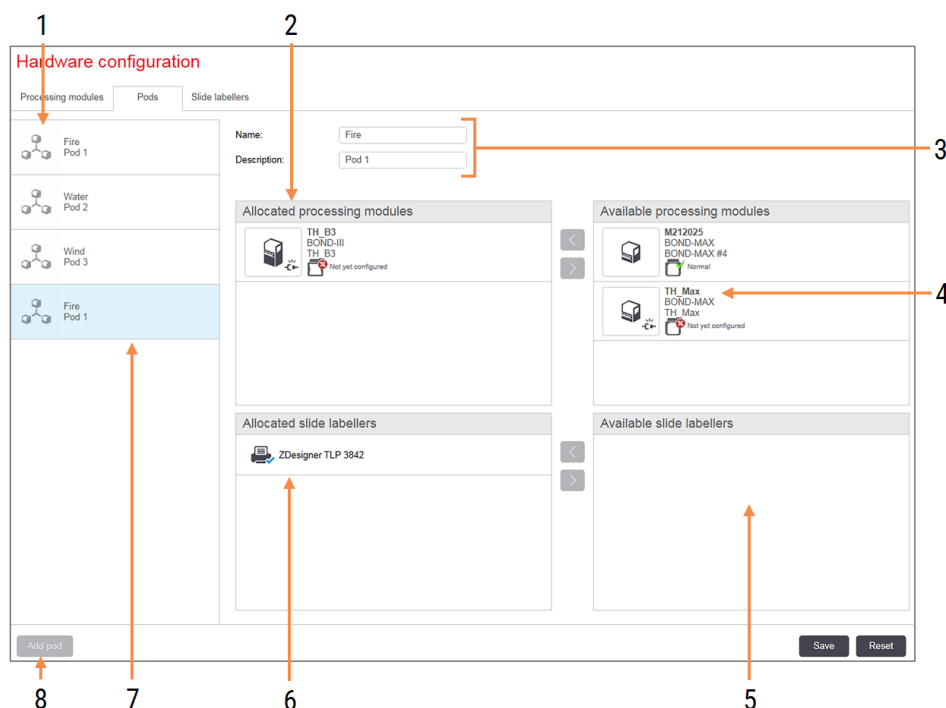 1
2
Hardware configuration
Processing modules
Pods
Slide labellers
Fire
Pod 1
Water
Pod 2
Wind
Pod 3
Fire
Pod 1
Name:
Fire
Description:
Pod 1
3
Allocated processing modules
TH_B3
BOND-III
TH_B3
Not yet configured
<
>
Available processing modules
M212025
BOND-MAX
BOND-MAX #4
Normal
TH_Max
BOND-MAX
TH_Max
Not yet configured
4
Allocated slide labellers
ZDesigner TLP 3842
<
>
Available slide labellers
Add pod
Save
Reset
8
7
6
5